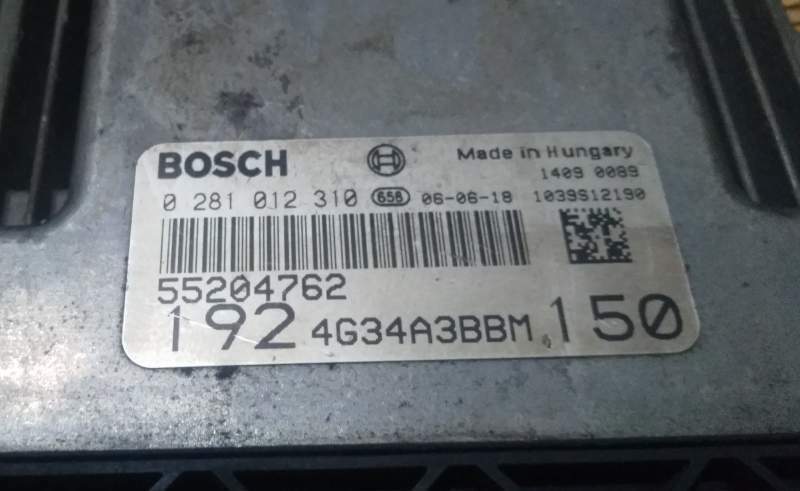 BOSCH Made in Hungary
1409 0089
0 281 012 310 656 06-06-18 1039S12190
55204762
192 4G34A3BBM 150